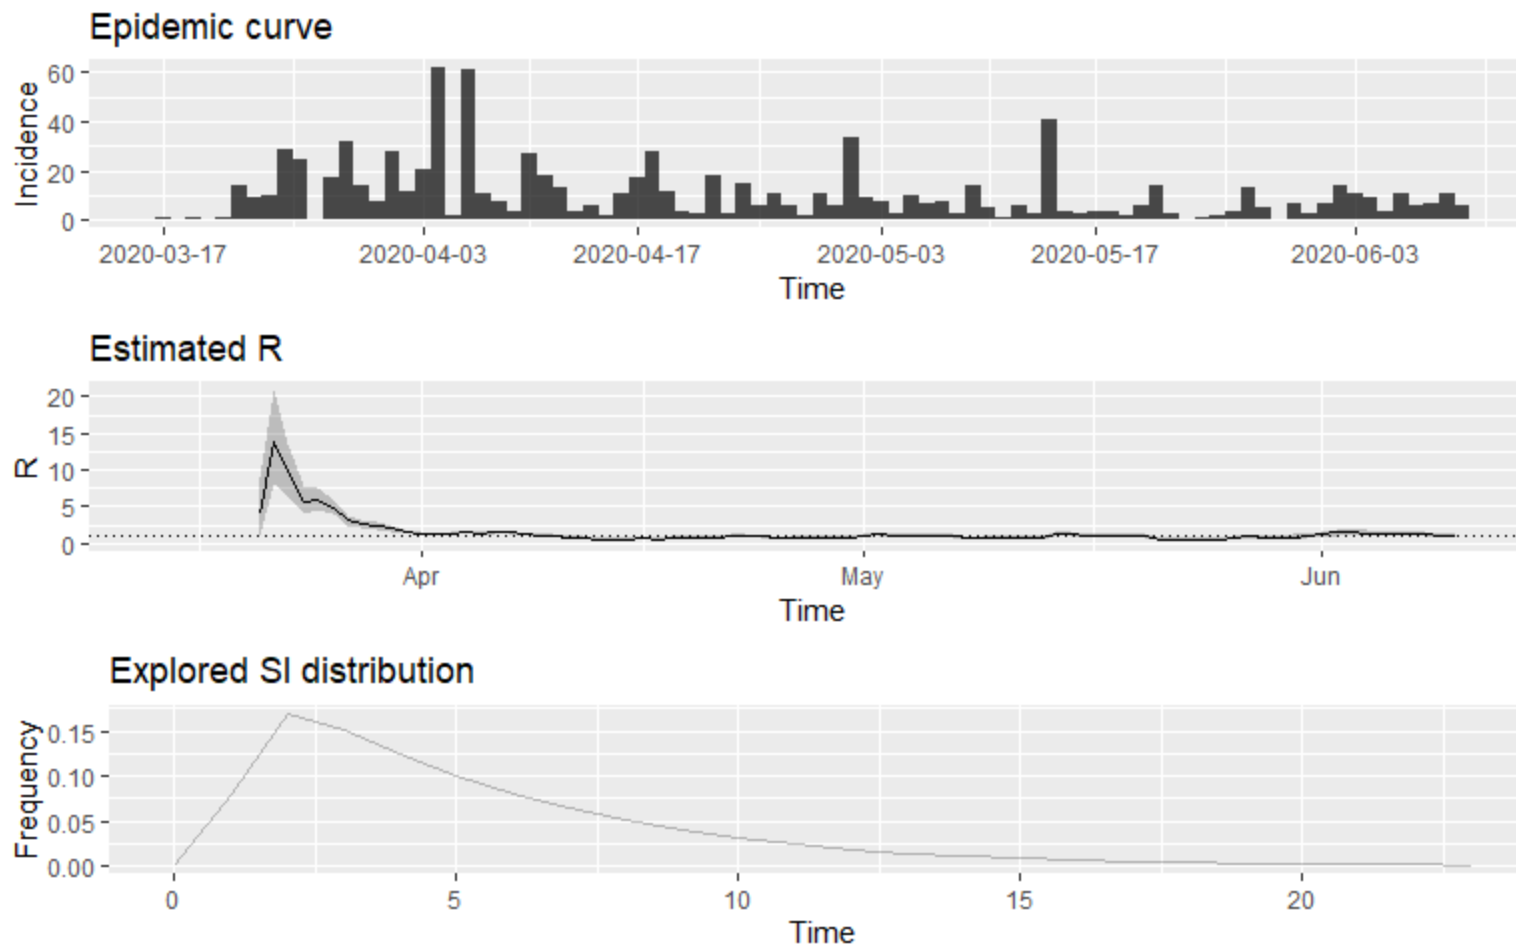 Epidemic curve
Incidence
60
40
20
0
2020-03-17 2020-04-03 2020-04-17 2020-05-03 2020-05-17 2020-06-03
Time
Estimated R
R
20
15
10
5
0
Apr May Jun
Time
Explored SI distribution
Frequency
0.15
0.10
0.05
0.00
0 5 10 15 20
Time